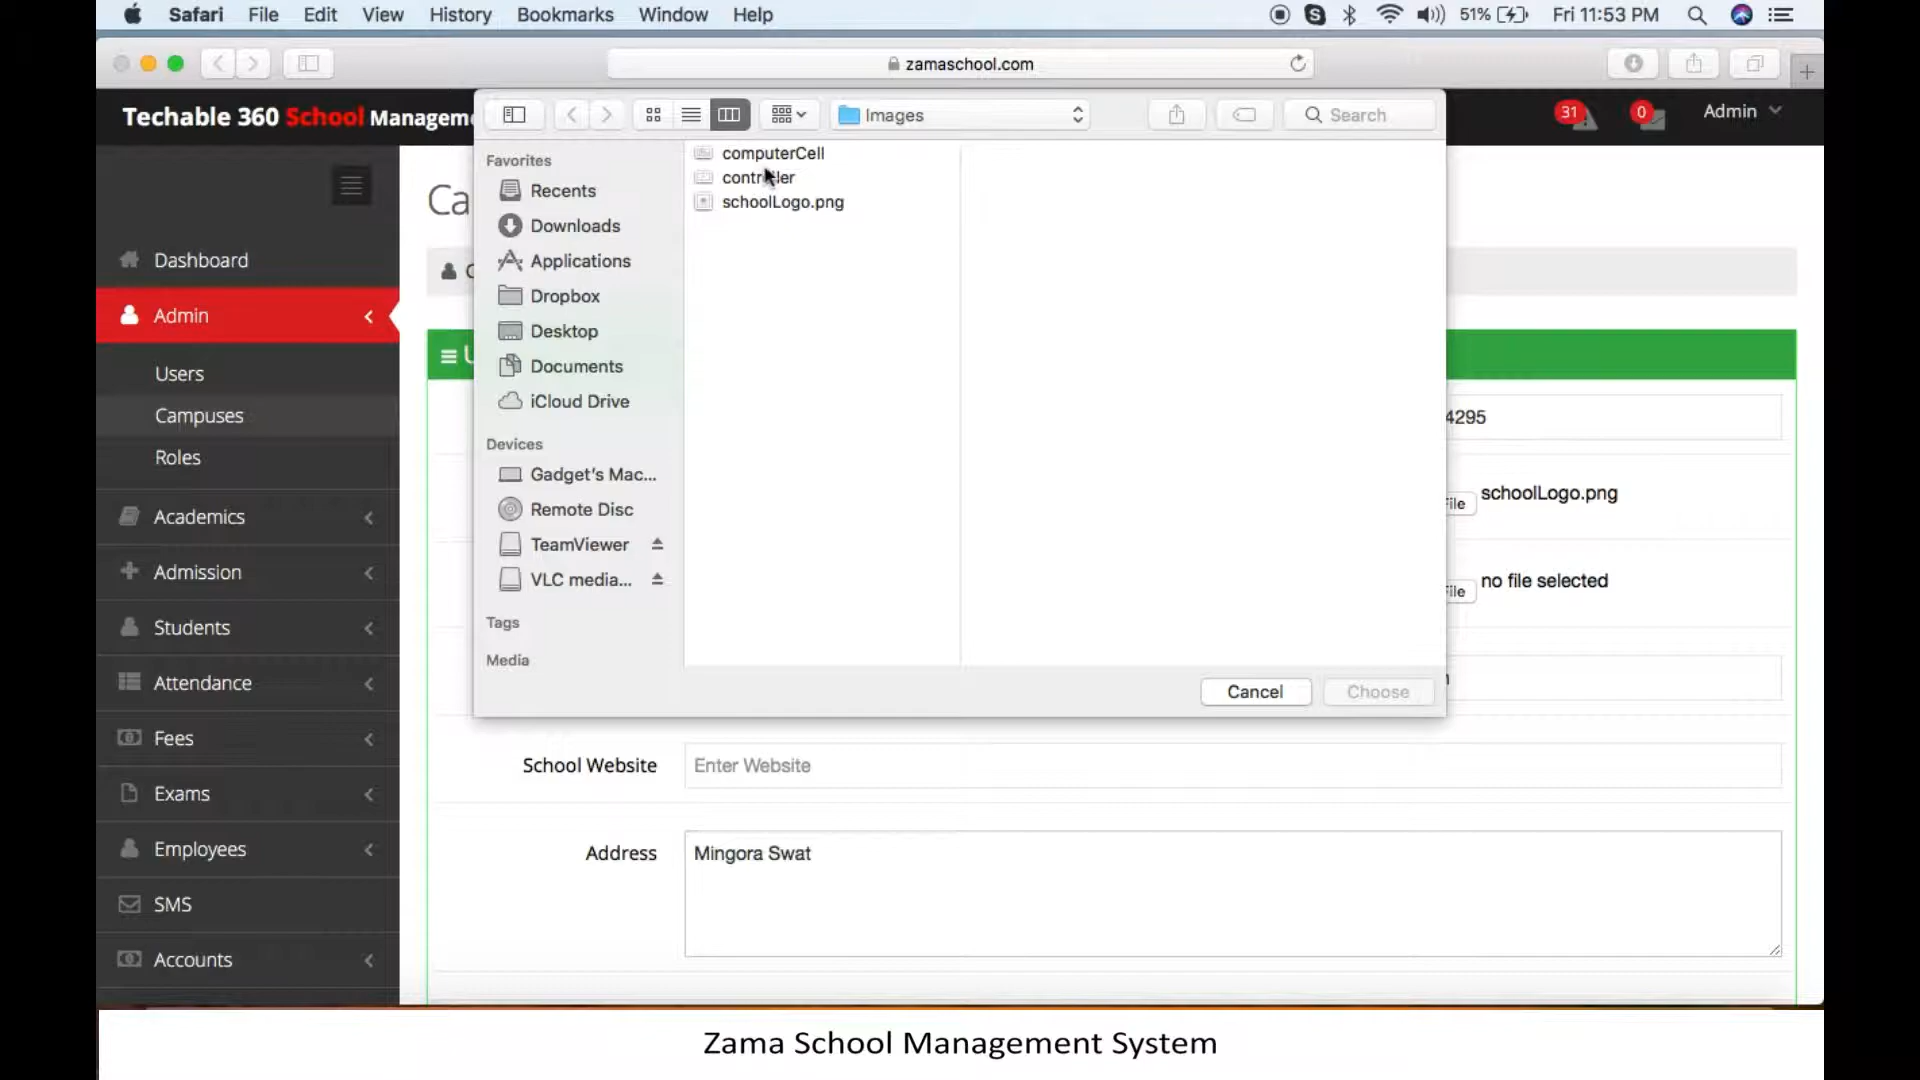 Safari File Edit View History Bookmarks Window Help
51% Fri 11:53 PM
zamaschool.com
Techable 360 School Managem
31 0 Admin
Images Search
Favorites
Recents
Downloads
Applications
Dropbox
Desktop
Documents
iCloud Drive
Devices
Gadget's Mac...
Remote Disc
TeamViewer
VLC media...
Tags
Media
computerCell
controller
schoolLogo.png
Cancel Choose
Ca
Dashboard
Admin
Users
Campuses
Roles
Academics
Admission
Students
Attendance
Fees
Exams
Employees
SMS
Accounts
4295
File schoolLogo.png
File no file selected
School Website Enter Website
Address Mingora Swat
Zama School Management System